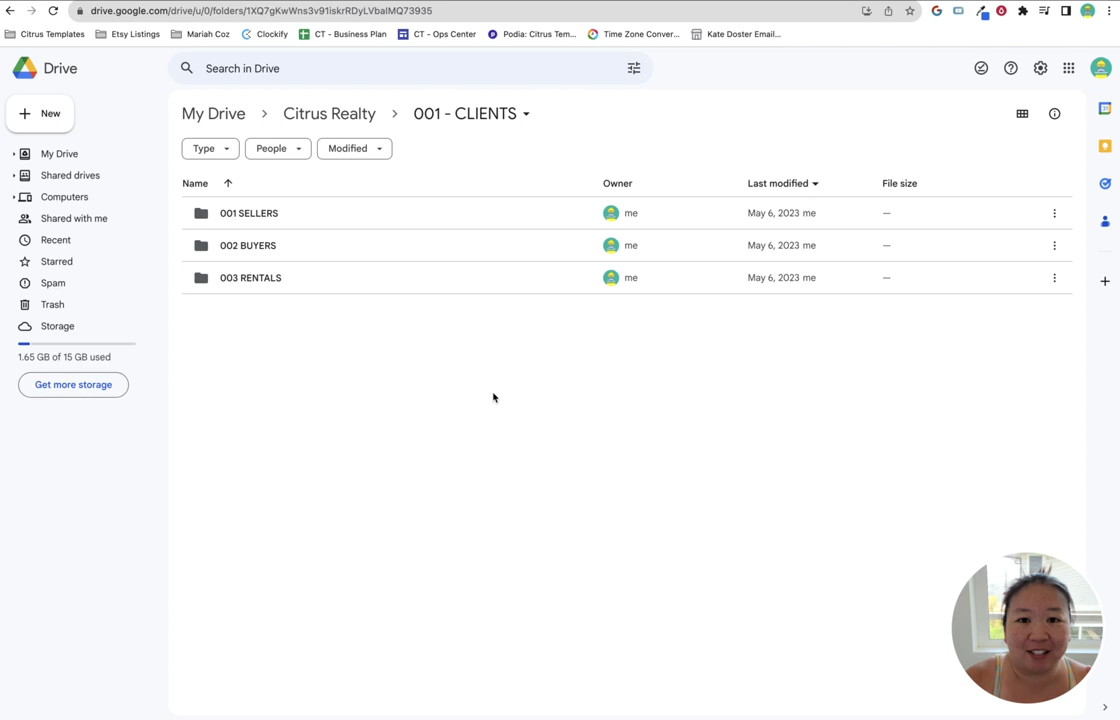 drive.google.com/drive/u/0/folders/1XQ7gKwWns3v91iskrRDyLVbaIMQ73935
Citrus Templates Etsy Listings Mariah Coz Clockify CT - Business Plan CT - Ops Center Podia: Citrus Tem... Time Zone Conver... Kate Doster Email...
Drive
Search in Drive
New
My Drive
Shared drives
Computers
Shared with me
Recent
Starred
Spam
Trash
Storage
1.65 GB of 15 GB used
Get more storage
My Drive > Citrus Realty > 001 - CLIENTS
Type People Modified
Name Owner Last modified File size
001 SELLERS me May 6, 2023 me —
002 BUYERS me May 6, 2023 me —
003 RENTALS me May 6, 2023 me —